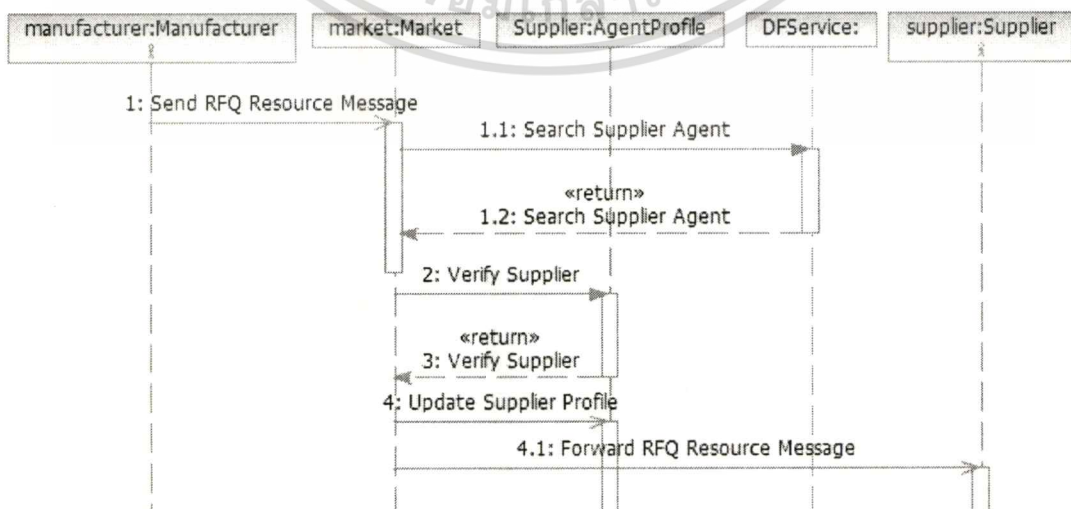 manufacturer:Manufacturer
market:Market
Supplier:AgentProfile
DFService:
supplier:Supplier
1: Send RFQ Resource Message
1.1: Search Supplier Agent
«return»
1.2: Search Supplier Agent
2: Verify Supplier
«return»
3: Verify Supplier
4: Update Supplier Profile
4.1: Forward RFQ Resource Message